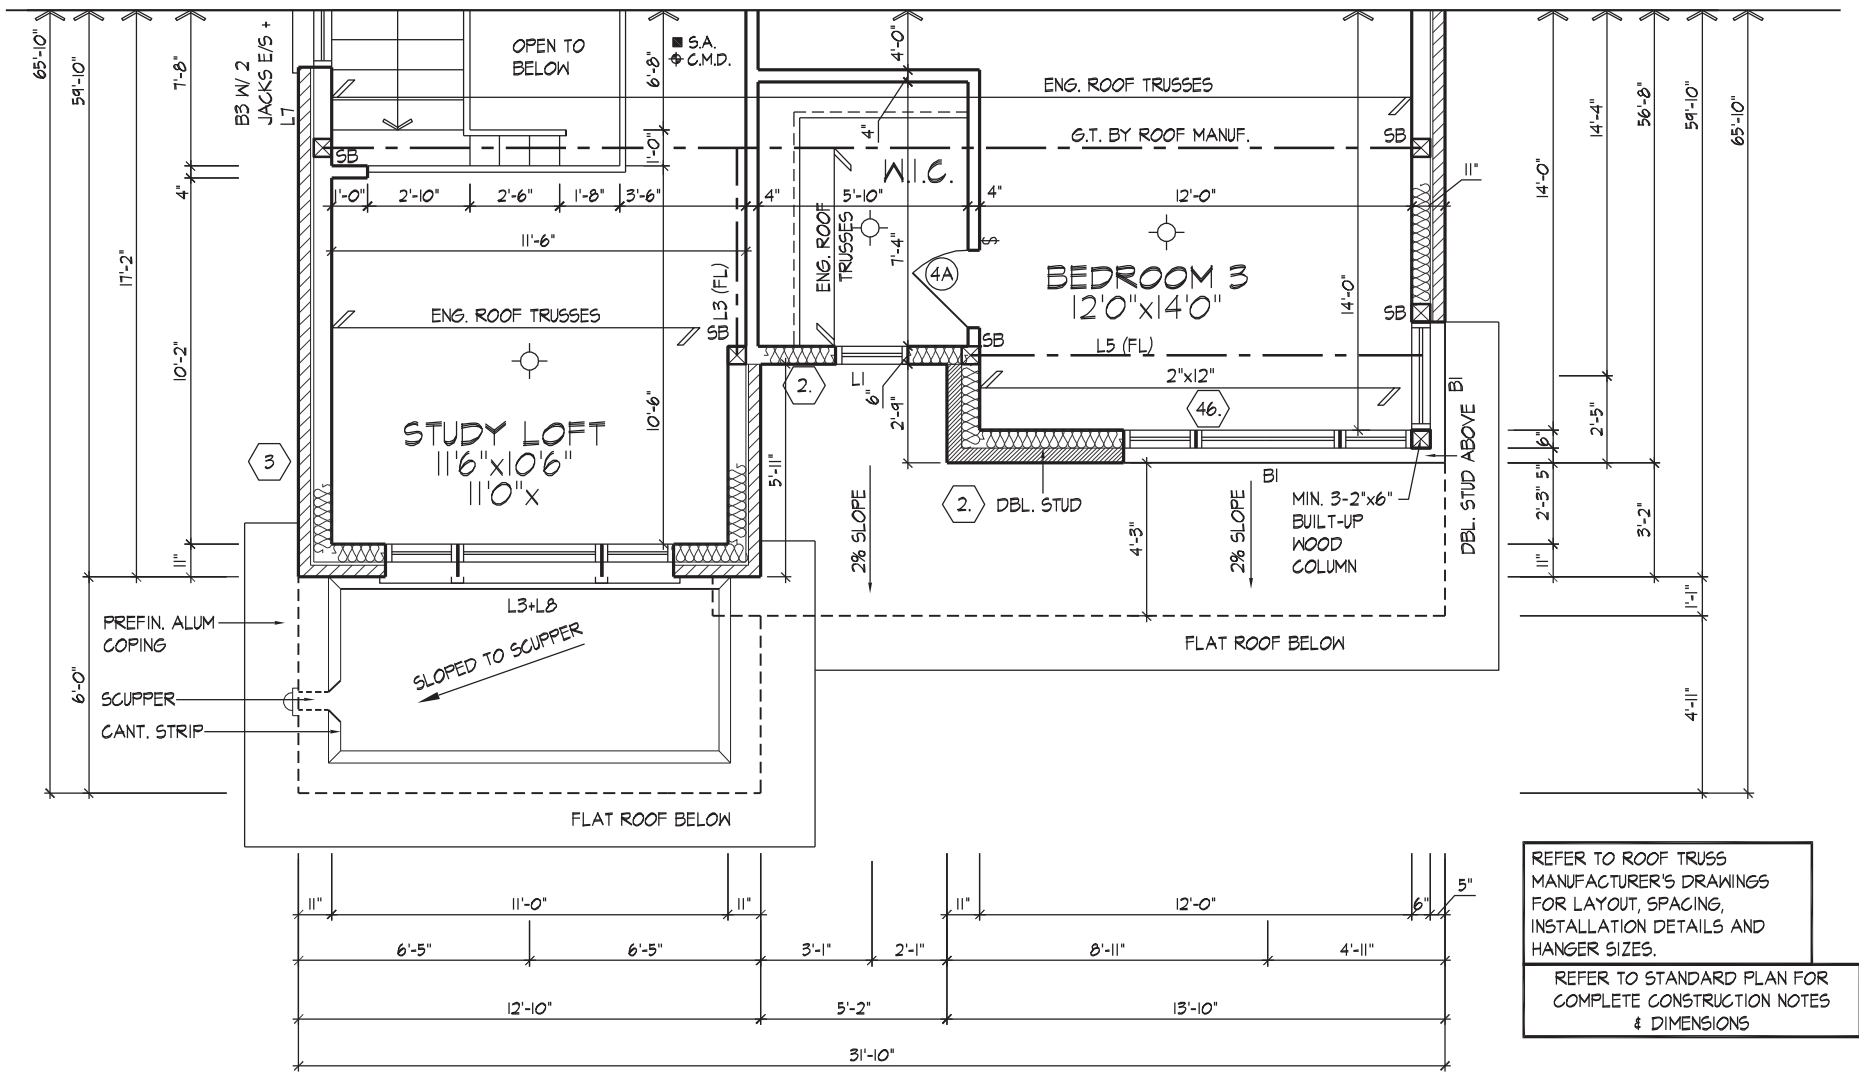 65'-10"
59'-10"
17'-2"
7'-8"
4"
10'-2"
11"
6'-0"
B3 W/ 2
JACKS E/S +
L7
OPEN TO
BELOW
S.A.
C.M.D.
6'-8"
1'-0"
4'-0"
4"
ENG. ROOF TRUSSES
G.T. BY ROOF MANUF.
SB
SB
W.I.C.
1'-0"
2'-10"
2'-6"
1'-8"
3'-6"
4"
5'-10"
4"
12'-0"
11"
11'-6"
L3 (FL)
ENG. ROOF
TRUSSES
7'-4"
S
4A
BEDROOM 3
12'0"x14'0"
14'-0"
SB
ENG. ROOF TRUSSES
SB
SB
L5 (FL)
2"x12"
46.
2.
L1
6"
2'-9"
B1
STUDY LOFT
11'6"x10'6"
11'0"x
10'-6"
3
5'-11"
2.
DBL. STUD
B1
MIN. 3-2"x6"
BUILT-UP
WOOD
COLUMN
DBL. STUD ABOVE
2% SLOPE
4'-3"
2% SLOPE
L3+L8
PREFIN. ALUM
COPING
SCUPPER
CANT. STRIP
SLOPED TO SCUPPER
FLAT ROOF BELOW
FLAT ROOF BELOW
14'-0"
14'-4"
56'-8"
59'-10"
65'-10"
6"
5"
2'-3"
11"
2'-5"
3'-2"
1'-1"
4'-11"
11"
11'-0"
11"
11"
12'-0"
6"
5"
6'-5"
6'-5"
3'-1"
2'-1"
8'-11"
4'-11"
12'-10"
5'-2"
13'-10"
31'-10"
REFER TO ROOF TRUSS
MANUFACTURER'S DRAWINGS
FOR LAYOUT, SPACING,
INSTALLATION DETAILS AND
HANGER SIZES.
REFER TO STANDARD PLAN FOR
COMPLETE CONSTRUCTION NOTES
& DIMENSIONS